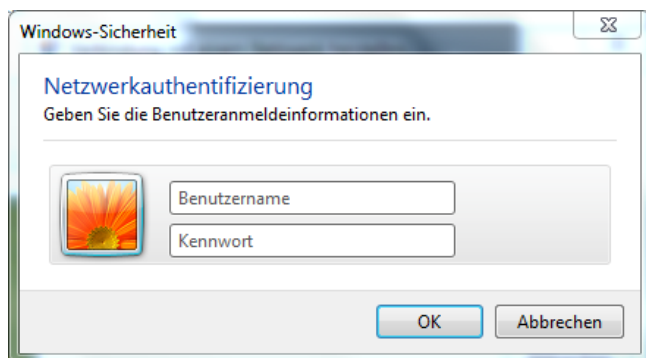 Windows-Sicherheit
Netzwerkauthentifizierung
Geben Sie die Benutzeranmeldeinformationen ein.
Benutzername
Kennwort
OK
Abbrechen